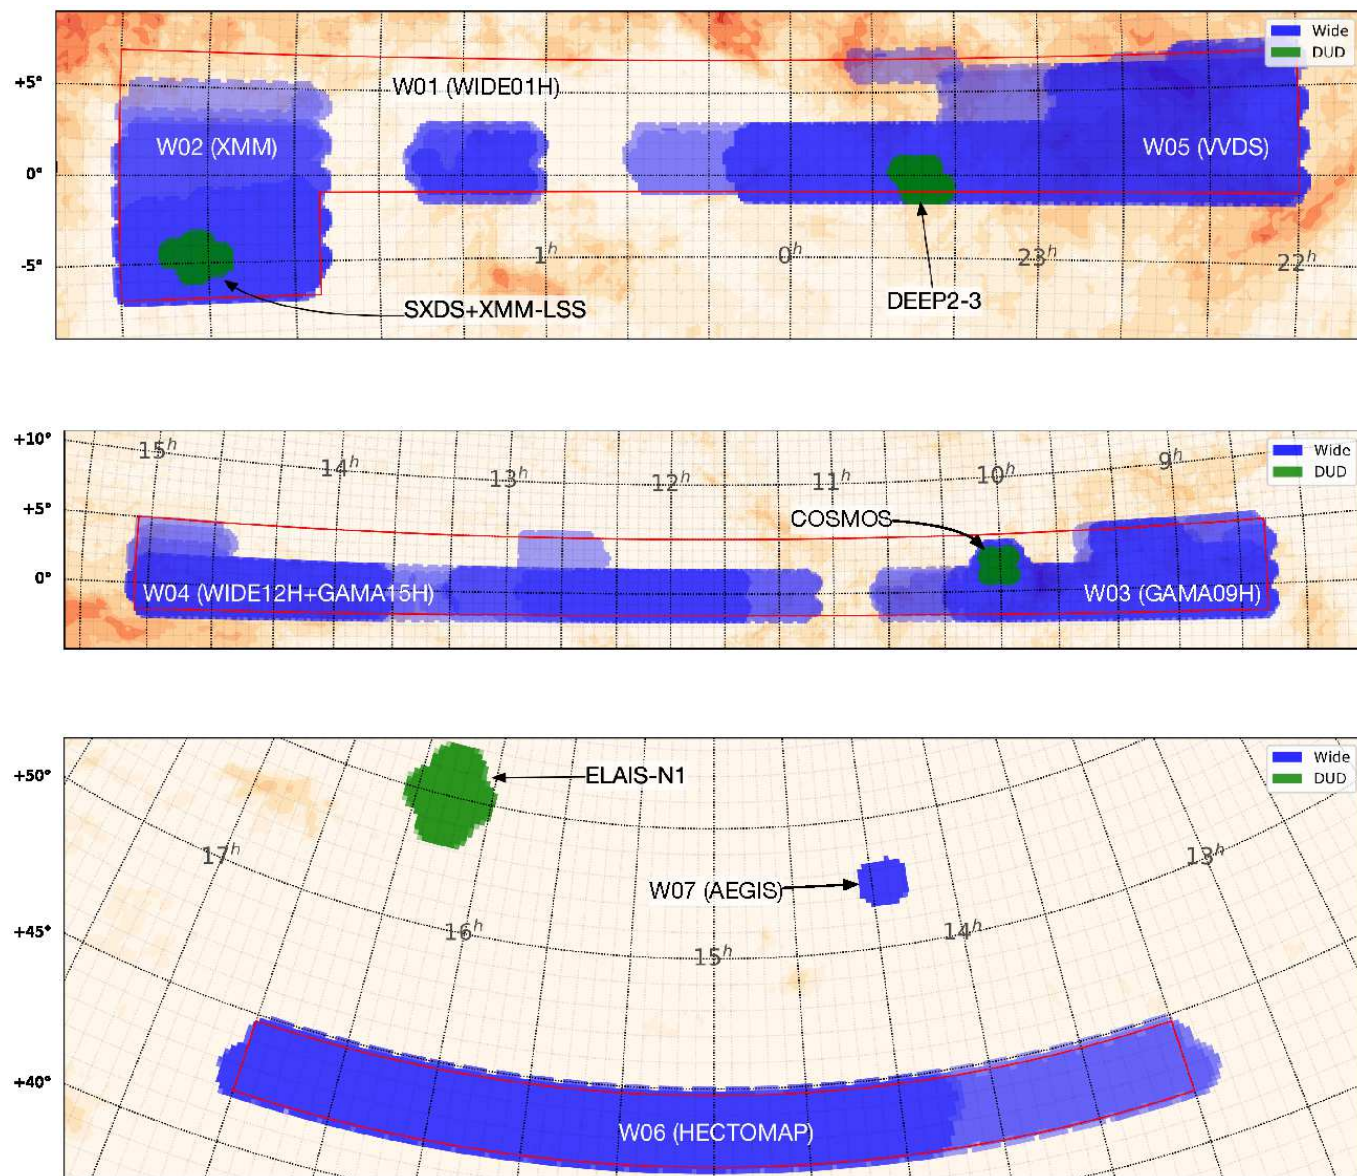 Wide
DUD
+5°
W01 (WIDE01H)
W02 (XMM)
W05 (VVDS)
0°
-5°
1h
0h
23h
22h
DEEP2-3
SXDS+XMM-LSS
+10°
15h
14h
13h
12h
11h
10h
9h
Wide
DUD
+5°
COSMOS
0°
W04 (WIDE12H+GAMA15H)
W03 (GAMA09H)
Wide
DUD
+50°
ELAIS-N1
17h
13h
W07 (AEGIS)
+45°
16h
15h
14h
+40°
W06 (HECTOMAP)